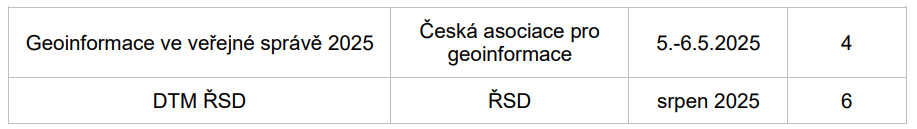 Geoinformace ve veřejné správě 2025
Česká asociace pro
geoinformace
5.-6.5.2025
4
DTM ŘSD
ŘSD
srpen 2025
6